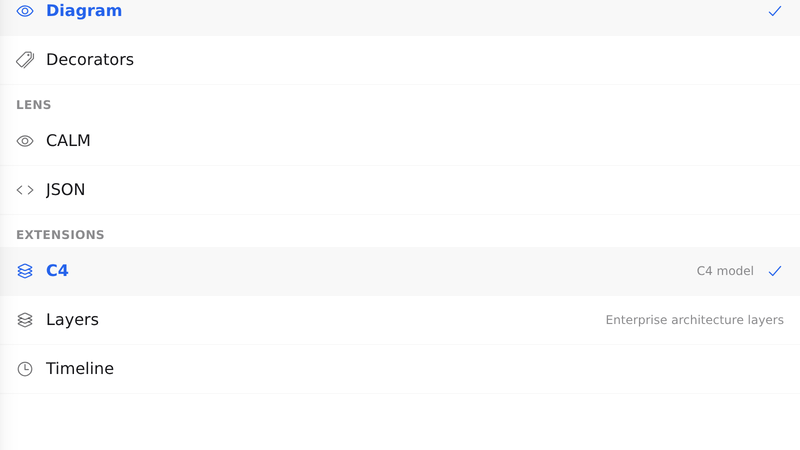 Diagram
Decorators
LENS
CALM
JSON
EXTENSIONS
C4 C4 model
Layers Enterprise architecture layers
Timeline